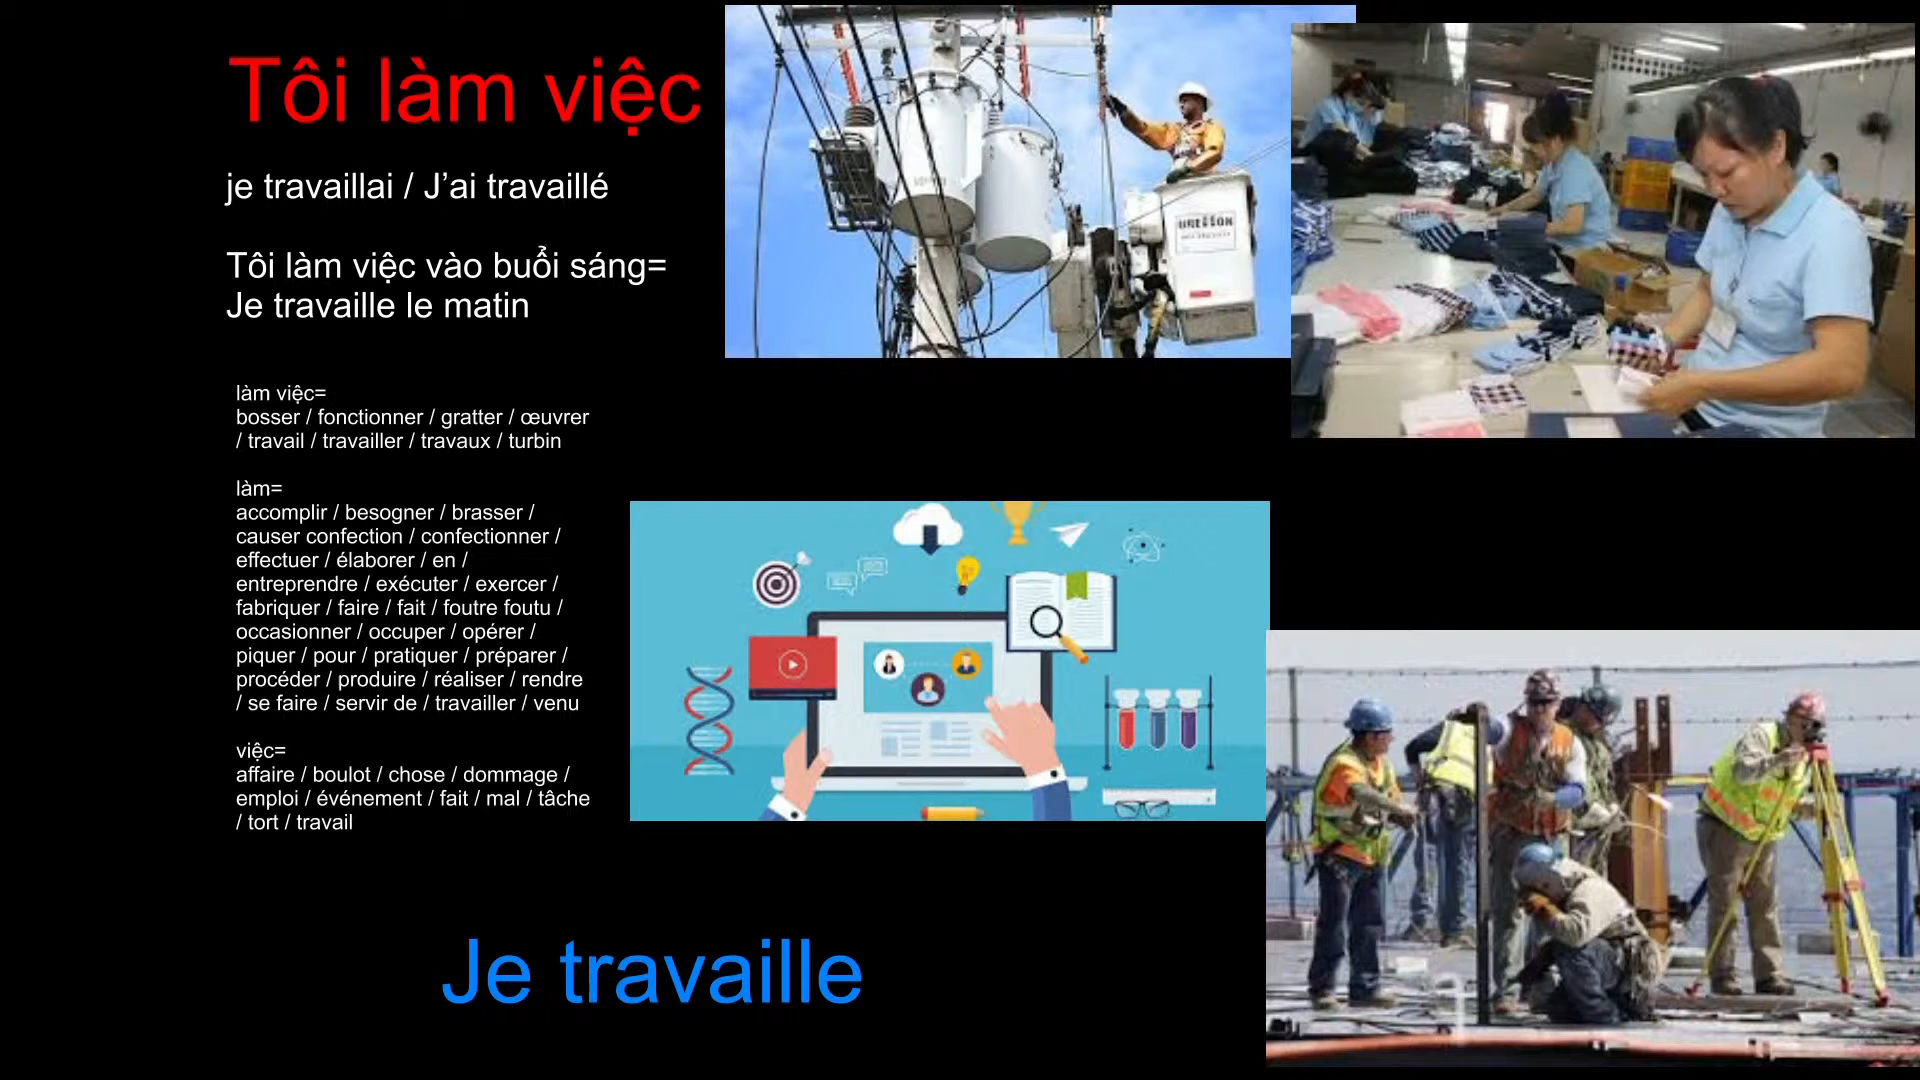 Tôi làm việc
je travaillai / J’ai travaillé
Tôi làm việc vào buổi sáng=
Je travaille le matin
làm việc=
bosser / fonctionner / gratter / œuvrer
/ travail / travailler / travaux / turbin
làm=
accomplir / besogner / brasser /
causer confection / confectionner /
effectuer / élaborer / en /
entreprendre / exécuter / exercer /
fabriquer / faire / fait / foutre foutu /
occasionner / occuper / opérer /
piquer / pour / pratiquer / préparer /
procéder / produire / réaliser / rendre
/ se faire / servir de / travailler / venu
việc=
affaire / boulot / chose / dommage /
emploi / événement / fait / mal / tâche
/ tort / travail
Je travaille